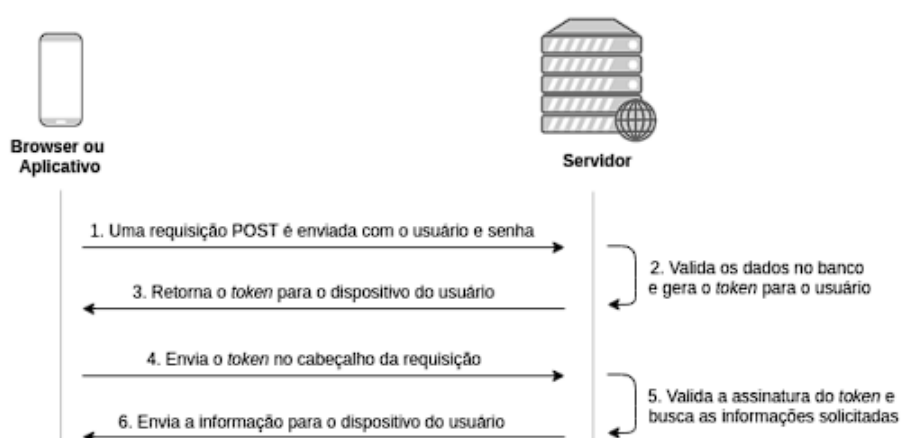 Browser ou
Aplicativo
Servidor
1. Uma requisição POST é enviada com o usuário e senha
2. Valida os dados no banco
e gera o token para o usuário
3. Retorna o token para o dispositivo do usuário
4. Envia o token no cabeçalho da requisição
5. Valida a assinatura do token e
busca as informações solicitadas
6. Envia a informação para o dispositivo do usuário